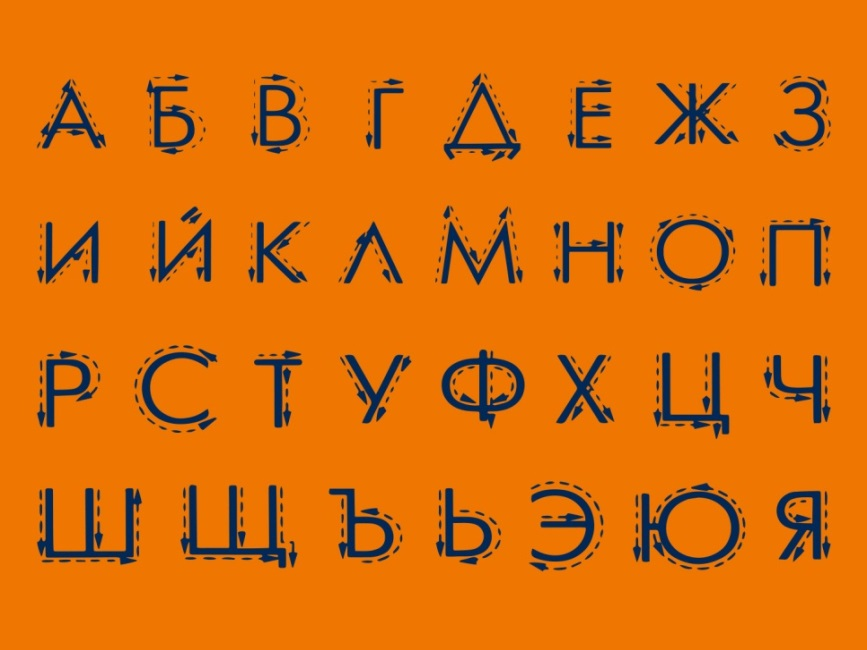 А Б В Г Д Е Ж З
И Й К Л М Н О П
Р С Т У Ф Х Ц Ч
Ш Щ Ъ Ь Э Ю Я